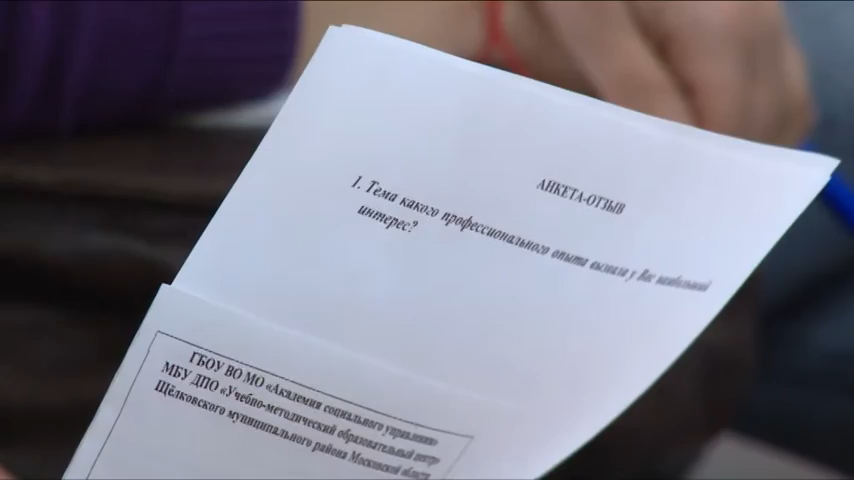 АНКЕТА-ОТЗЫВ
1. Тема какого профессионального опыта вызвала у Вас наибольший
интерес?
ГБОУ ВО МО «Академия социального управления»
МБУ ДПО «Учебно-методический образовательный центр»
Щёлковского муниципального района Московской области